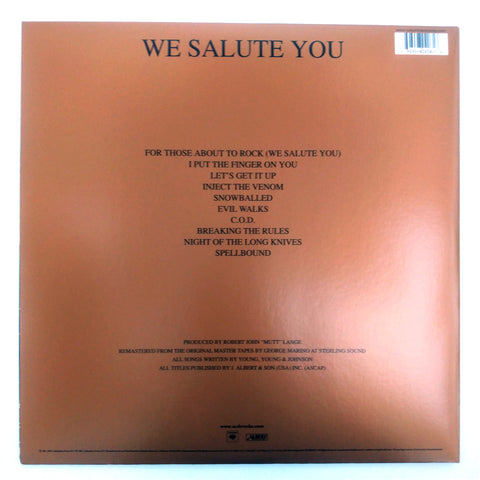 WE SALUTE YOU
FOR THOSE ABOUT TO ROCK (WE SALUTE YOU)
I PUT THE FINGER ON YOU
LET'S GET IT UP
INJECT THE VENOM
SNOWBALLED
EVIL WALKS
C.O.D.
BREAKING THE RULES
NIGHT OF THE LONG KNIVES
SPELLBOUND
PRODUCED BY ROBERT JOHN "MUTT" LANGE
REMASTERED FROM THE ORIGINAL MASTER TAPES BY GEORGE MARINO AT STERLING SOUND
ALL SONGS WRITTEN BY YOUNG, YOUNG & JOHNSON
ALL TITLES PUBLISHED BY J. ALBERT & SON (USA) INC. (ASCAP)
www.acdcrocks.com